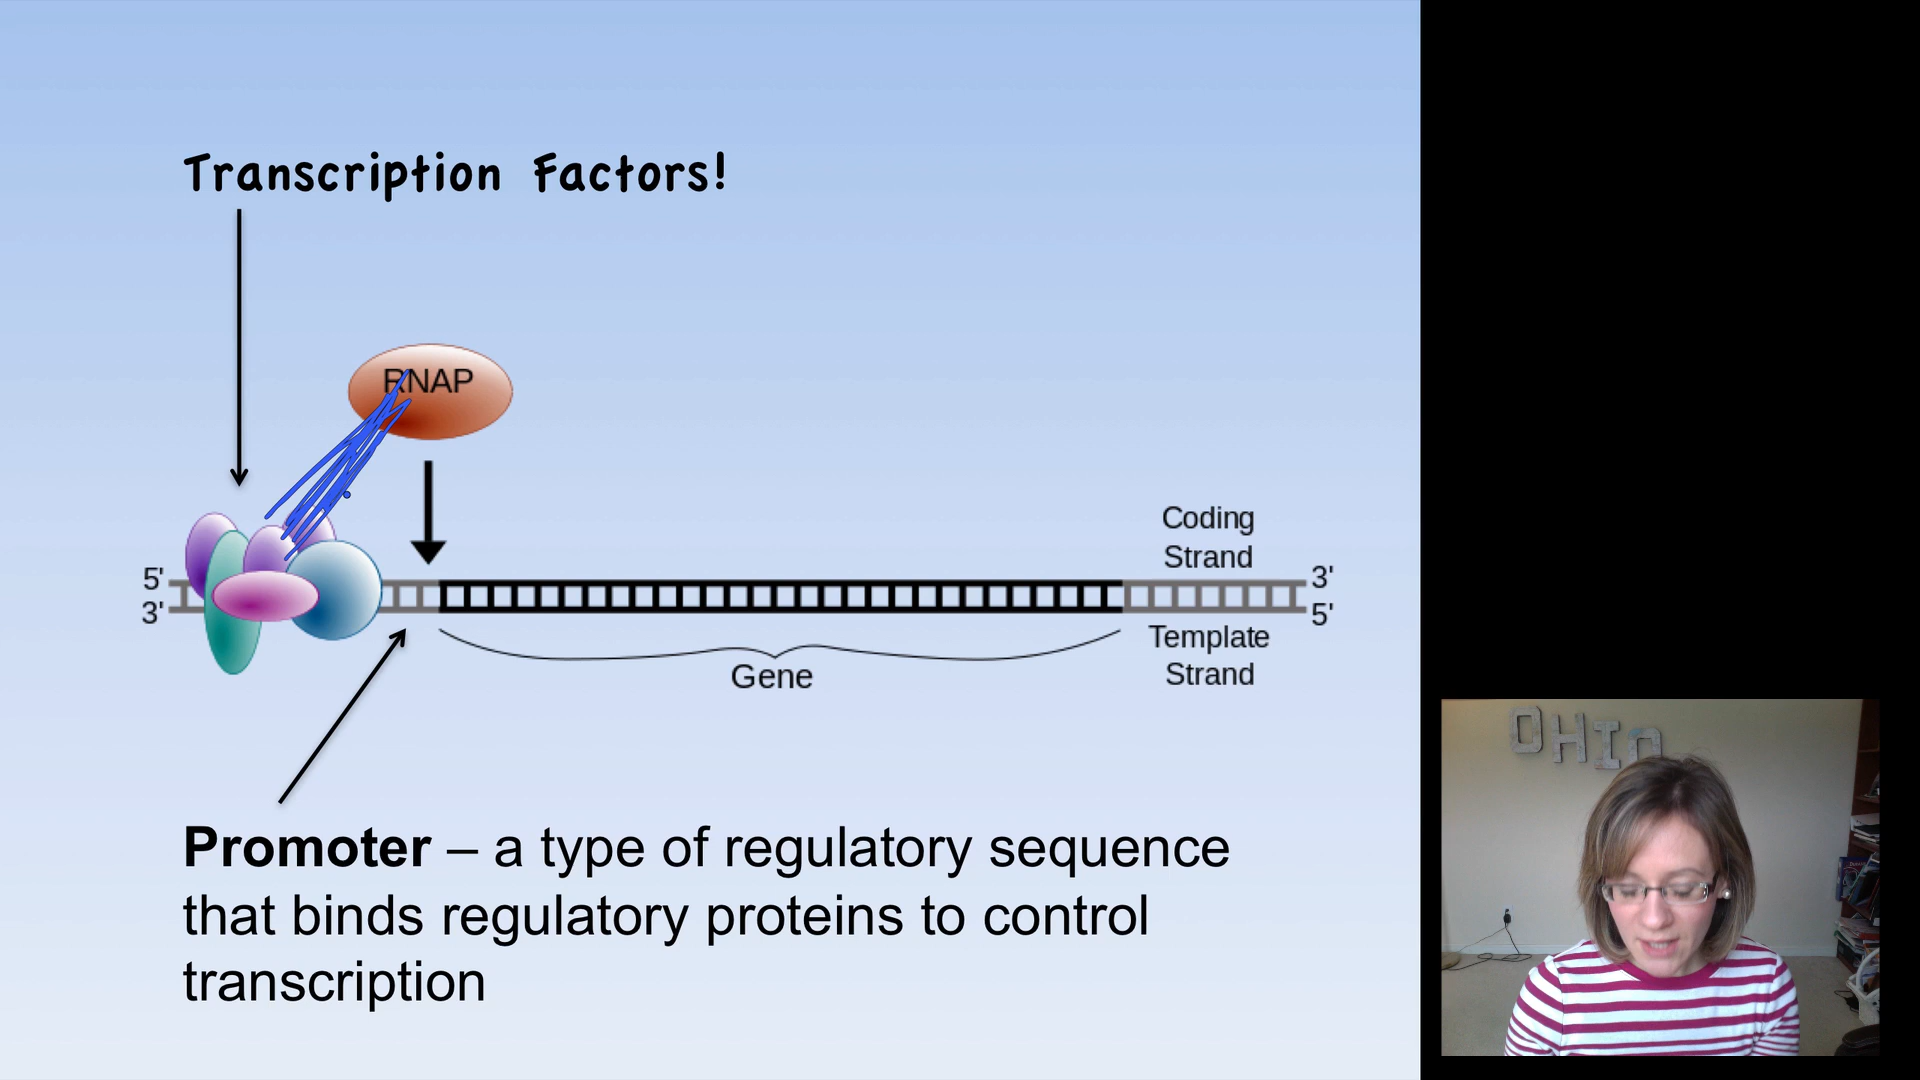 Transcription Factors!
RNAP
Coding
Strand
5'
3'
3'
5'
Gene
Template
Strand
Promoter – a type of regulatory sequence
that binds regulatory proteins to control
transcription
OHIO